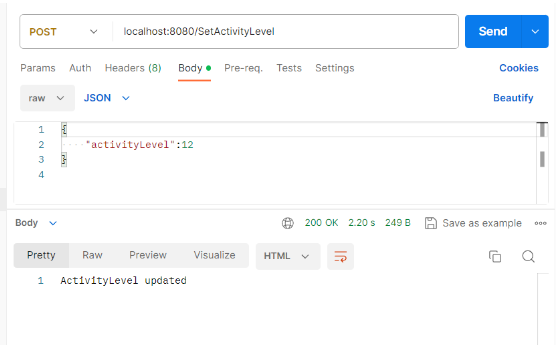 POST localhost:8080/SetActivityLevel Send
Params Auth Headers (8) Body Pre-req. Tests Settings Cookies
raw JSON Beautify
1 {
2 "activityLevel":12
3 }
4
Body 200 OK 2.20 s 249 B Save as example
Pretty Raw Preview Visualize HTML
1 ActivityLevel updated